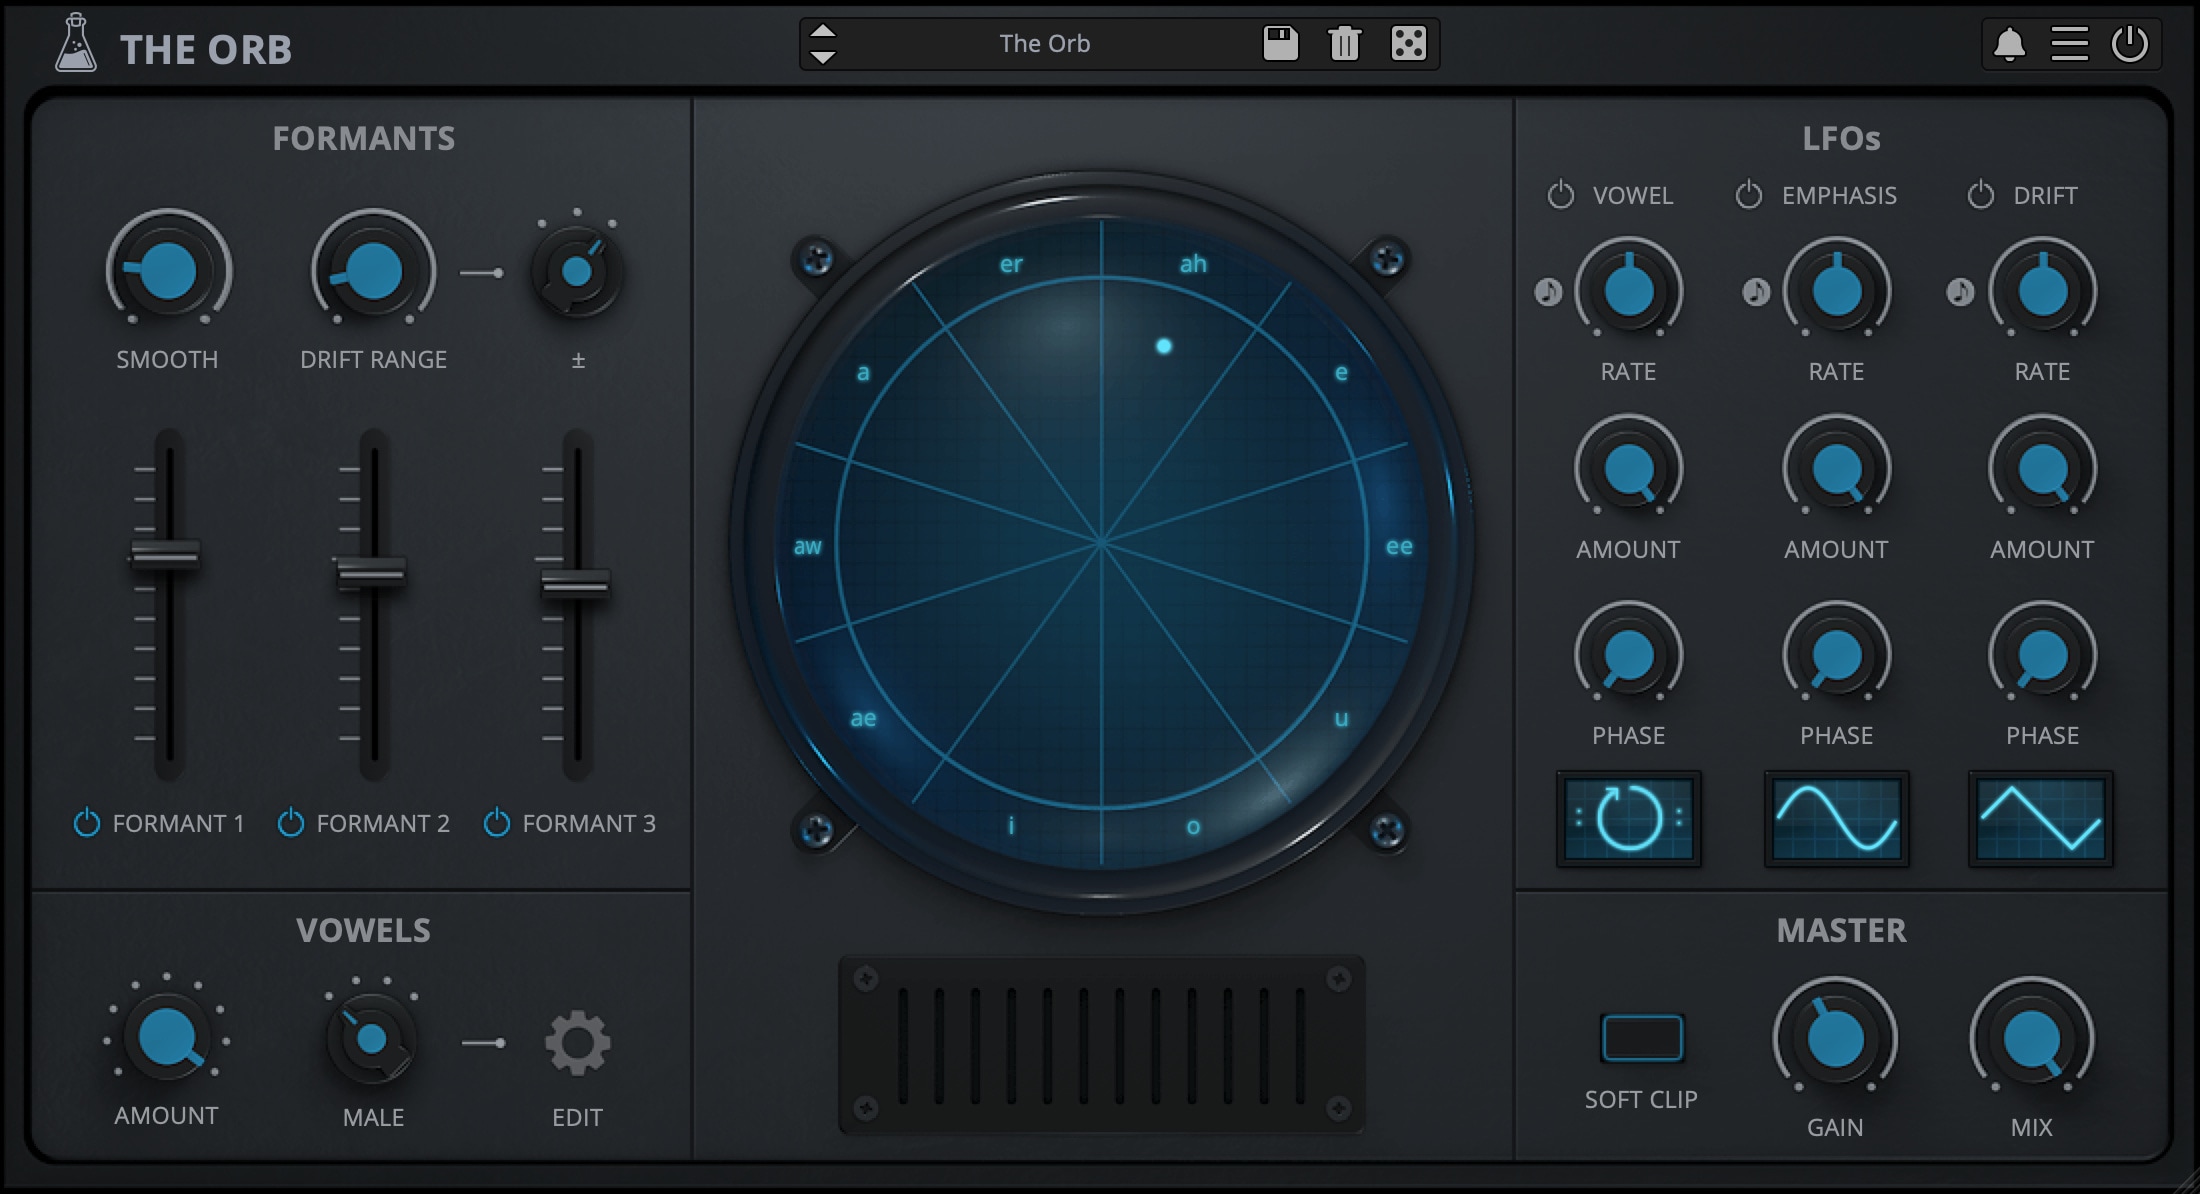 THE ORB
The Orb
FORMANTS
SMOOTH
DRIFT RANGE
±
FORMANT 1
FORMANT 2
FORMANT 3
VOWELS
AMOUNT
MALE
EDIT
er
ah
a
e
aw
ee
ae
u
i
o
LFOs
VOWEL
EMPHASIS
DRIFT
RATE
RATE
RATE
AMOUNT
AMOUNT
AMOUNT
PHASE
PHASE
PHASE
MASTER
SOFT CLIP
GAIN
MIX